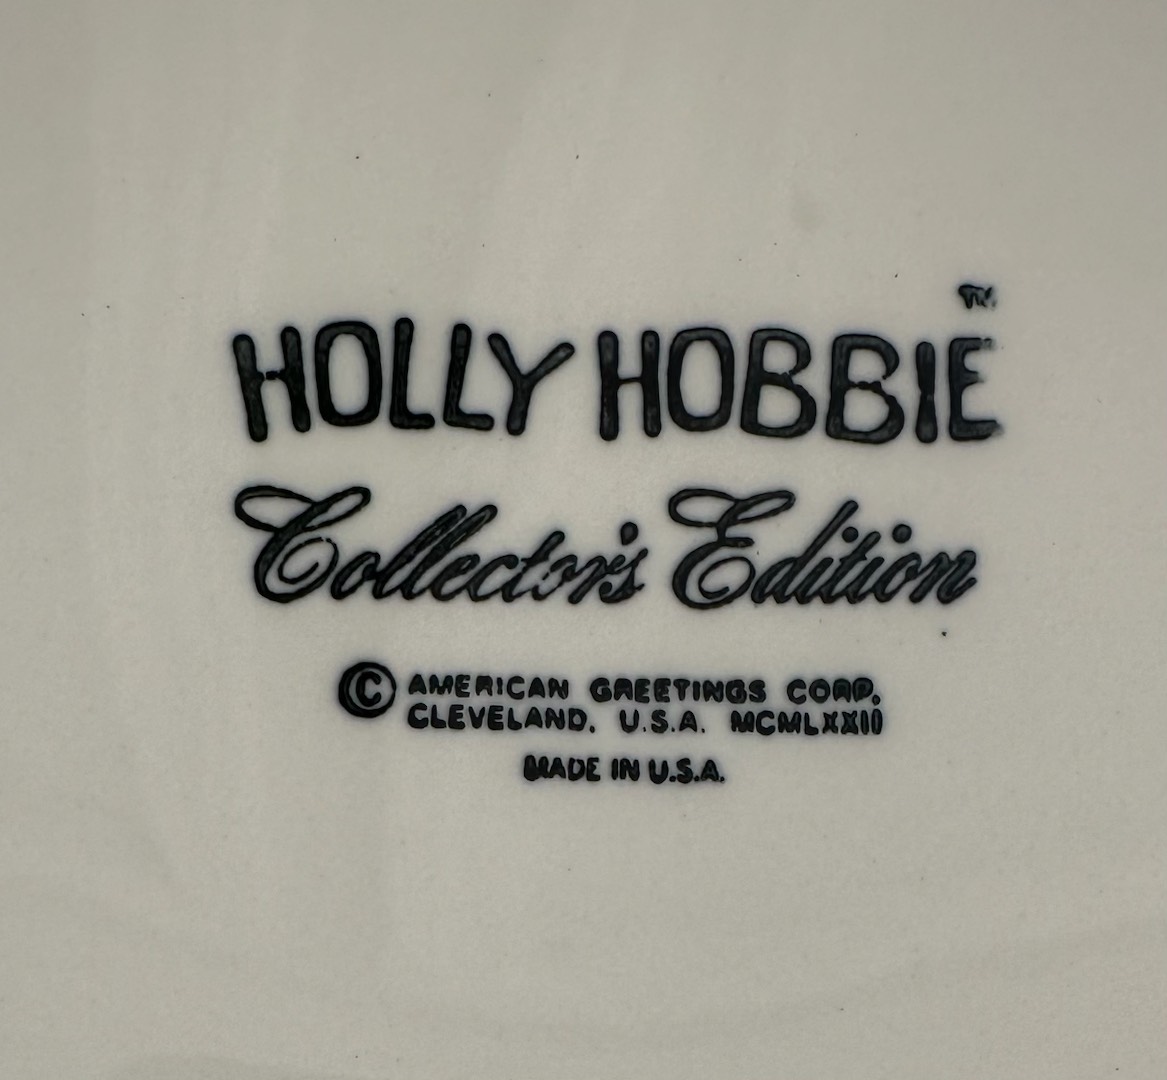 HOLLY HOBBIE™
Collector's Edition
© AMERICAN GREETINGS CORP.
CLEVELAND. U.S.A. MCMLXXII
MADE IN U.S.A.